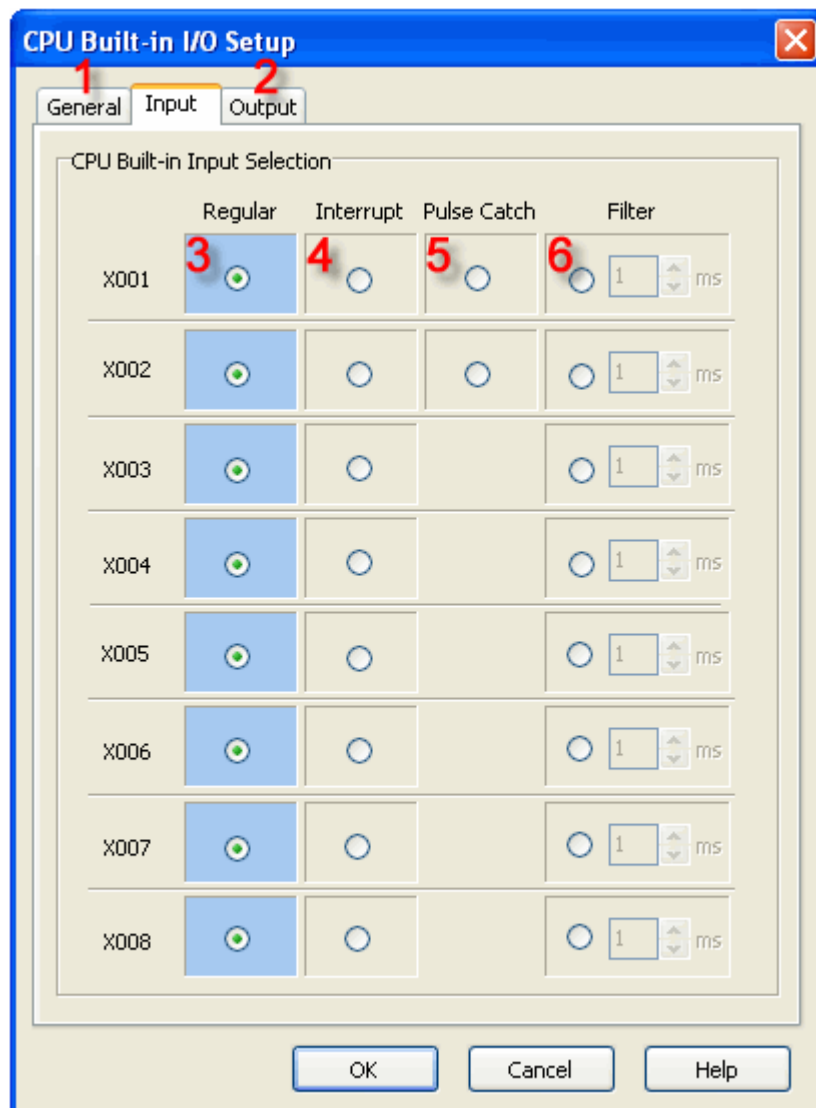 CPU Built-in I/O Setup
1 2
General Input Output
CPU Built-in Input Selection
Regular Interrupt Pulse Catch Filter
X001 3 4 5 6 1 ms
X002 1 ms
X003 1 ms
X004 1 ms
X005 1 ms
X006 1 ms
X007 1 ms
X008 1 ms
OK Cancel Help